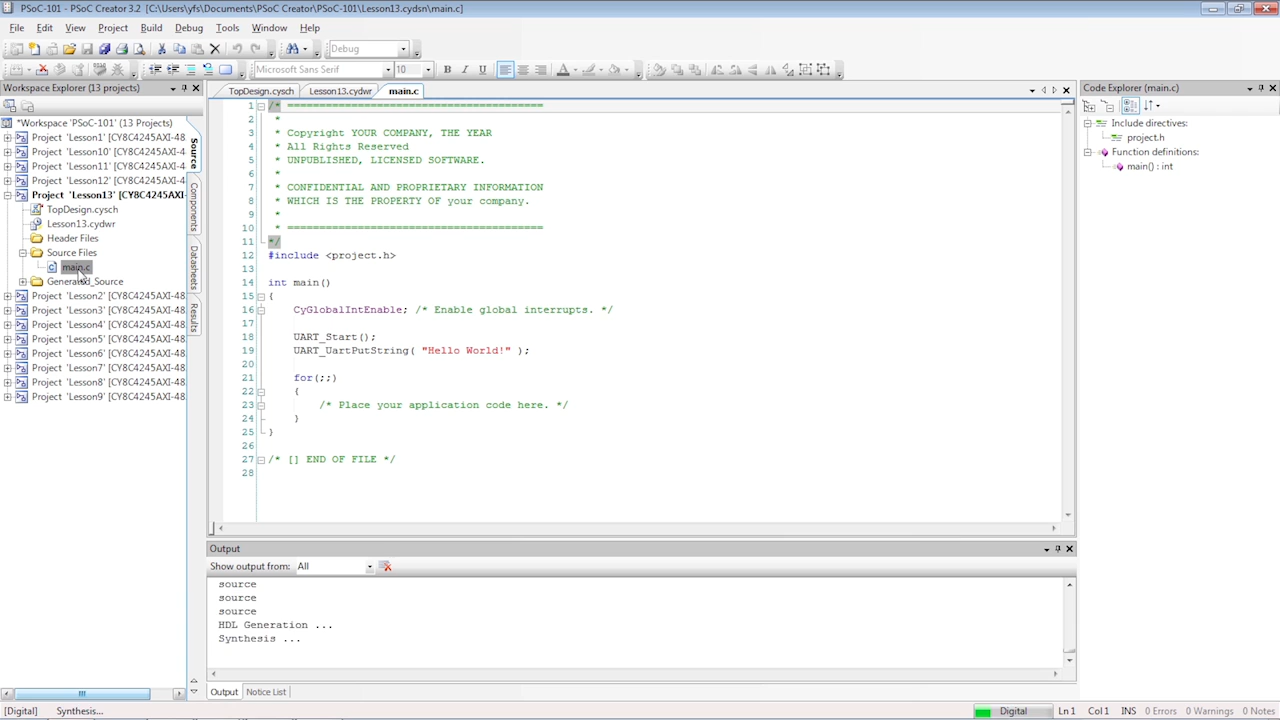 PSoC-101 - PSoC Creator 3.2 [C:\Users\yfs\Documents\PSoC Creator\PSoC-101\Lesson13.cydsn\main.c]
File Edit View Project Build Debug Tools Window Help
Debug
Microsoft Sans Serif 10 B I U
Workspace Explorer (13 projects)
*Workspace 'PSoC-101' (13 Projects)
Project 'Lesson1' [CY8C4245AXI-48
Project 'Lesson10' [CY8C4245AXI-4
Project 'Lesson11' [CY8C4245AXI-4
Project 'Lesson12' [CY8C4245AXI-4
Project 'Lesson13' [CY8C4245AXI
TopDesign.cysch
Lesson13.cydwr
Header Files
Source Files
main.c
Generated_Source
Project 'Lesson2' [CY8C4245AXI-48
Project 'Lesson3' [CY8C4245AXI-48
Project 'Lesson4' [CY8C4245AXI-48
Project 'Lesson5' [CY8C4245AXI-48
Project 'Lesson6' [CY8C4245AXI-48
Project 'Lesson7' [CY8C4245AXI-48
Project 'Lesson8' [CY8C4245AXI-48
Project 'Lesson9' [CY8C4245AXI-48
Source
Components
Datasheets
Results
TopDesign.cysch Lesson13.cydwr main.c
1 /* ========================================
2 *
3 * Copyright YOUR COMPANY, THE YEAR
4 * All Rights Reserved
5 * UNPUBLISHED, LICENSED SOFTWARE.
6 *
7 * CONFIDENTIAL AND PROPRIETARY INFORMATION
8 * WHICH IS THE PROPERTY OF your company.
9 *
10 * ========================================
11 */
12 #include <project.h>
13
14 int main()
15 {
16 CyGlobalIntEnable; /* Enable global interrupts. */
17
18 UART_Start();
19 UART_UartPutString( "Hello World!" );
20
21 for(;;)
22 {
23 /* Place your application code here. */
24 }
25 }
26
27 /* [] END OF FILE */
28
Code Explorer (main.c)
Include directives:
project.h
Function definitions:
main() : int
Output
Show output from: All
source
source
source
HDL Generation ...
Synthesis ...
Output Notice List
[Digital] Synthesis... Digital Ln 1 Col 1 INS 0 Errors 0 Warnings 0 Notes